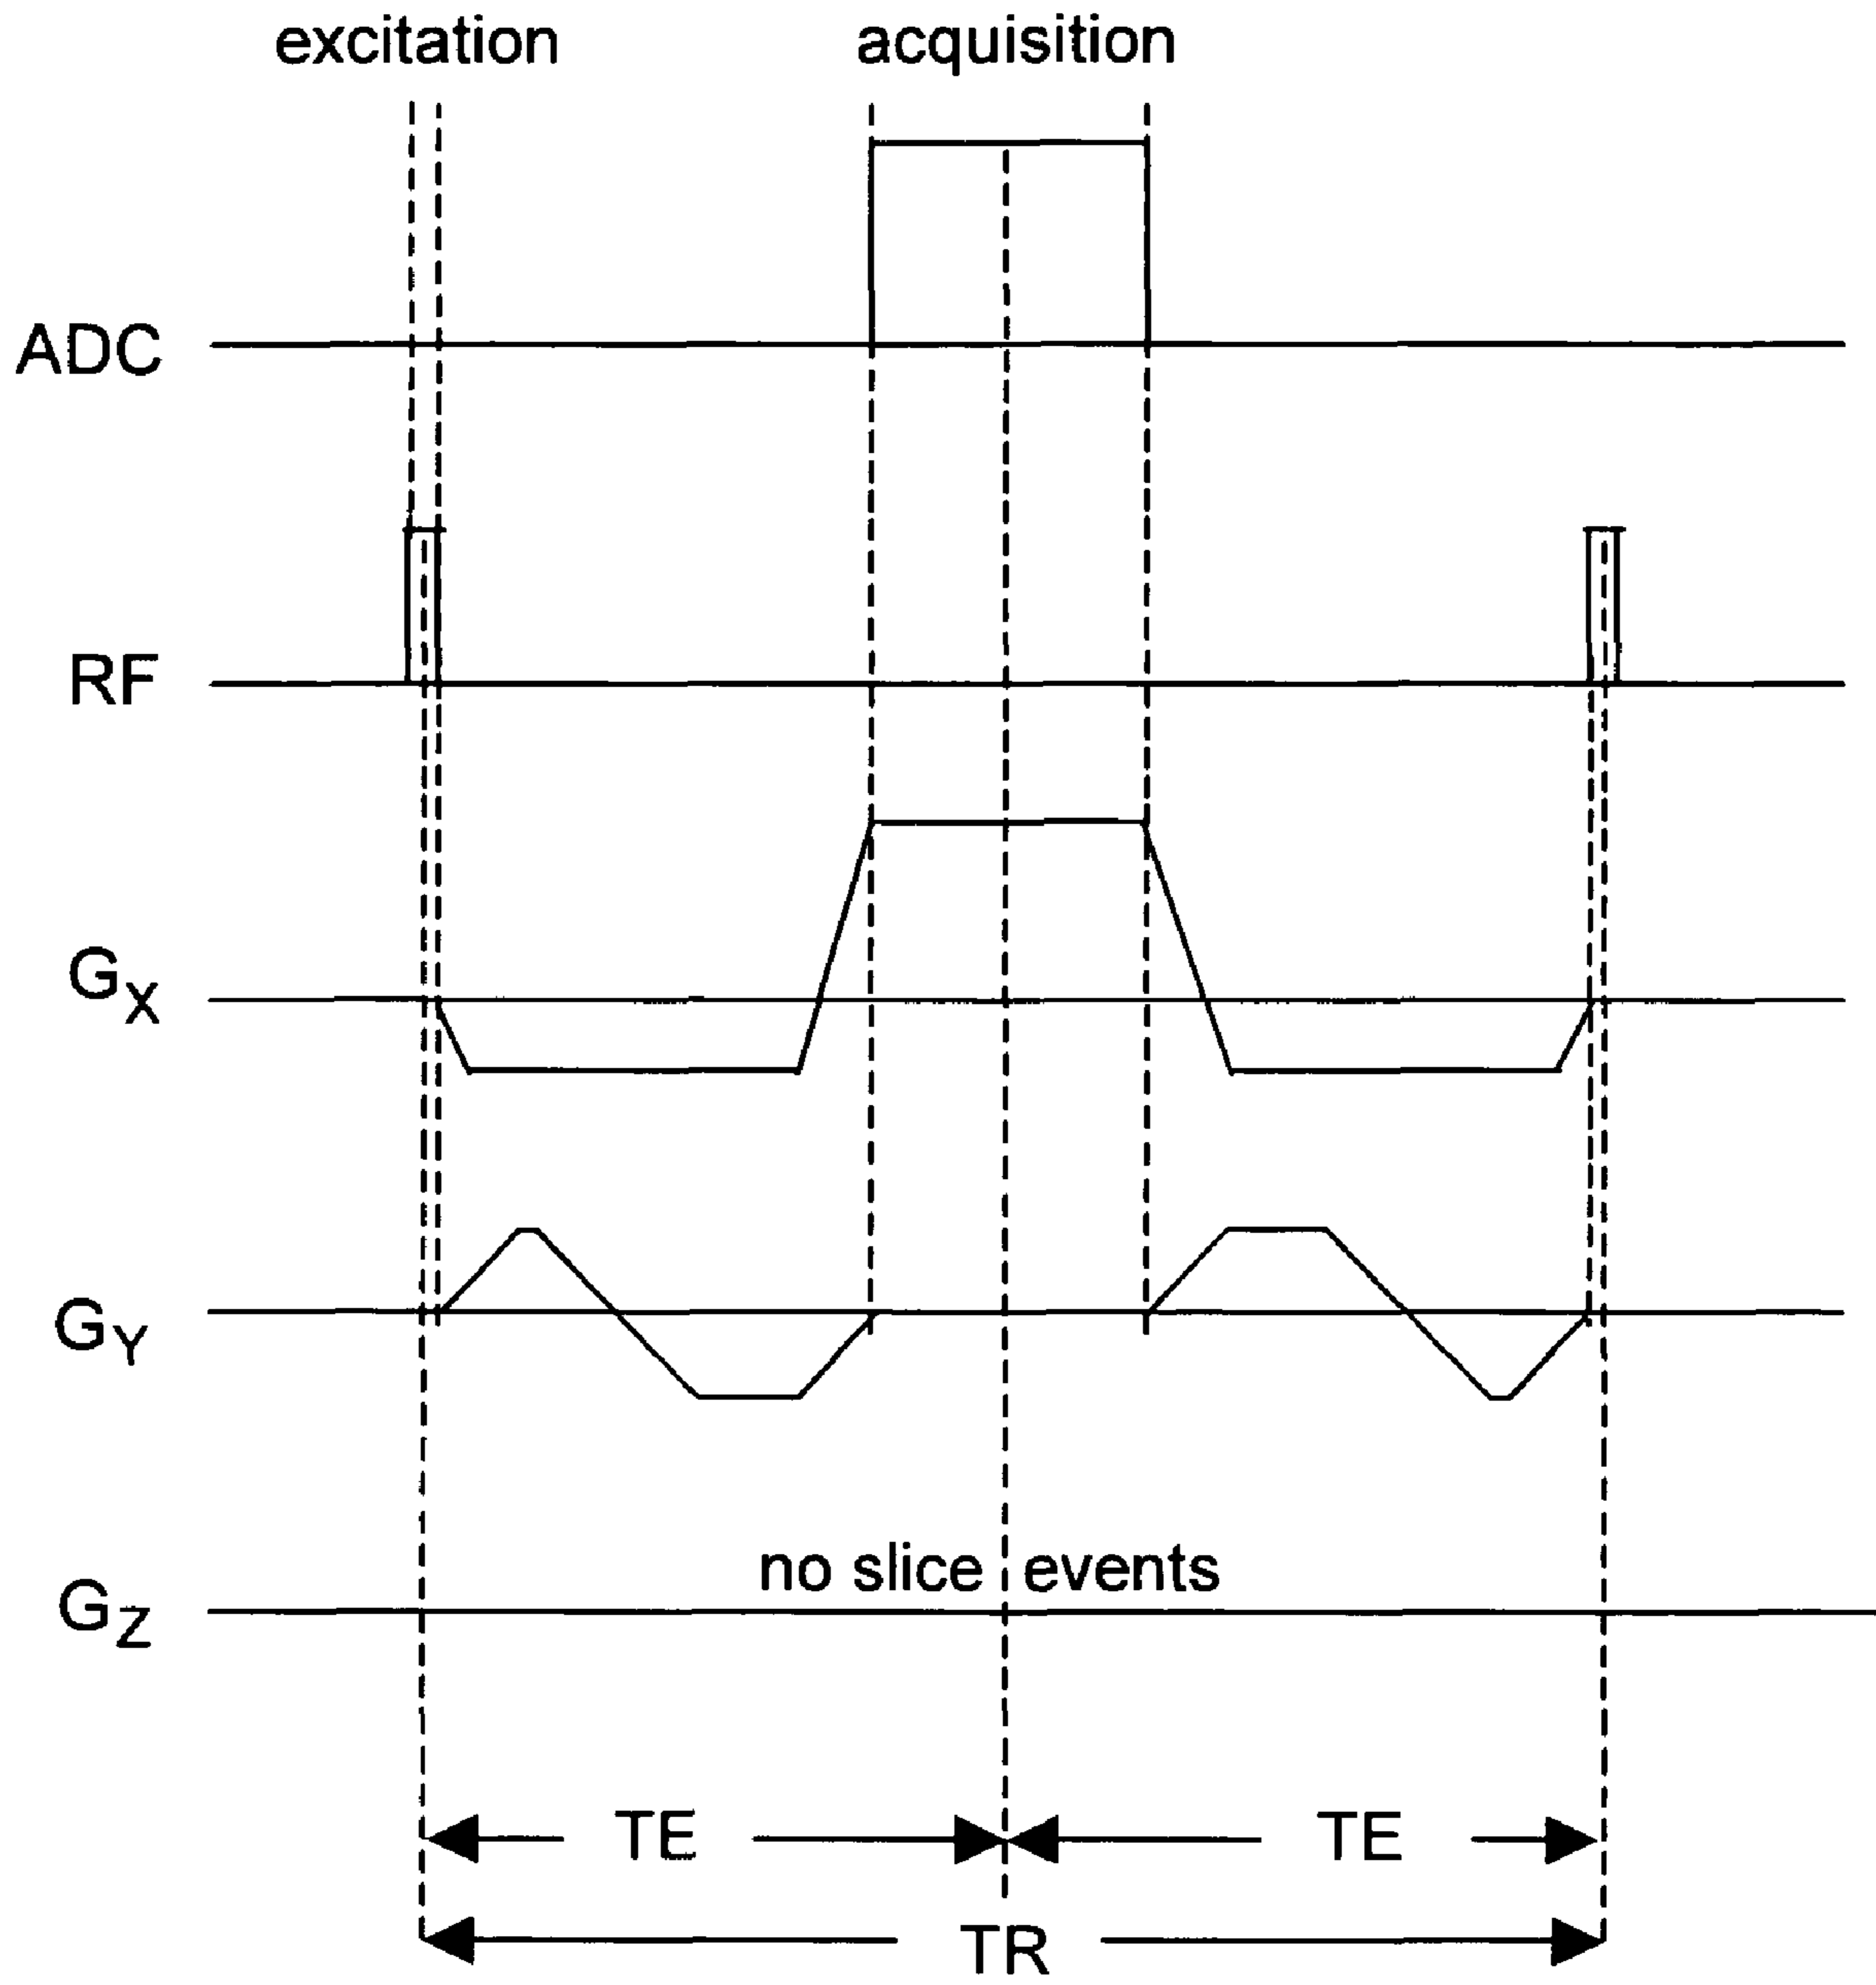 excitation acquisition
ADC
RF
GX
GY
no slice events
GZ
TE TE
TR